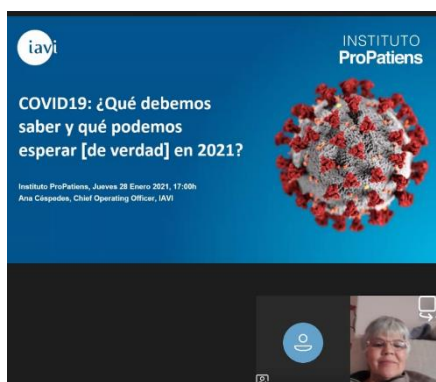 iavi
INSTITUTO
ProPatiens
COVID19: ¿Qué debemos
saber y qué podemos
esperar [de verdad] en 2021?
Instituto ProPatiens, Jueves 28 Enero 2021, 17:00h
Ana Céspedes, Chief Operating Officer, IAVI